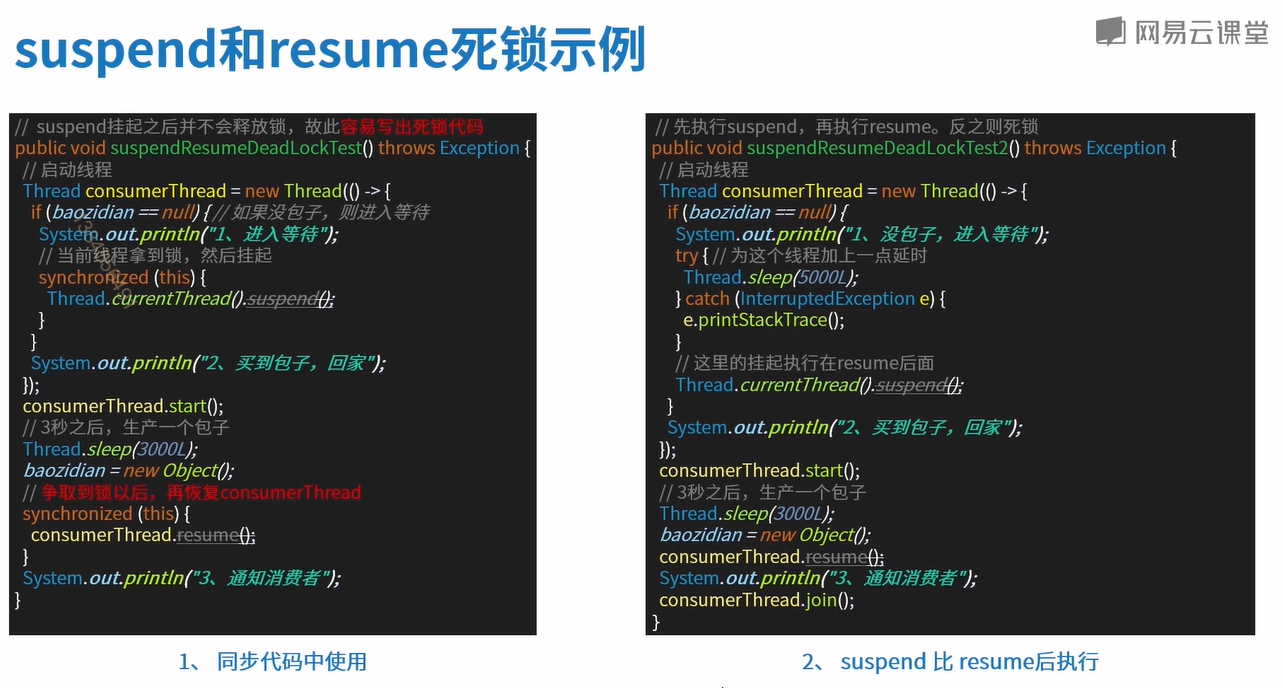 suspend和resume死锁示例
网易云课堂
// suspend挂起之后并不会释放锁，故此容易写出死锁代码
public void suspendResumeDeadLockTest() throws Exception {
// 启动线程
Thread consumerThread = new Thread(() -> {
if (baozidian == null) { // 如果没包子，则进入等待
System.out.println("1、进入等待");
// 当前线程拿到锁，然后挂起
synchronized (this) {
Thread.currentThread().suspend();
}
}
System.out.println("2、买到包子，回家");
});
consumerThread.start();
// 3秒之后，生产一个包子
Thread.sleep(3000L);
baozidian = new Object();
// 争取到锁以后，再恢复consumerThread
synchronized (this) {
consumerThread.resume();
}
System.out.println("3、通知消费者");
}
1、 同步代码中使用
// 先执行suspend，再执行resume。反之则死锁
public void suspendResumeDeadLockTest2() throws Exception {
// 启动线程
Thread consumerThread = new Thread(() -> {
if (baozidian == null) {
System.out.println("1、没包子，进入等待");
try { // 为这个线程加上一点延时
Thread.sleep(5000L);
} catch (InterruptedException e) {
e.printStackTrace();
}
// 这里的挂起执行在resume后面
Thread.currentThread().suspend();
}
System.out.println("2、买到包子，回家");
});
consumerThread.start();
// 3秒之后，生产一个包子
Thread.sleep(3000L);
baozidian = new Object();
consumerThread.resume();
System.out.println("3、通知消费者");
consumerThread.join();
}
2、 suspend 比 resume后执行